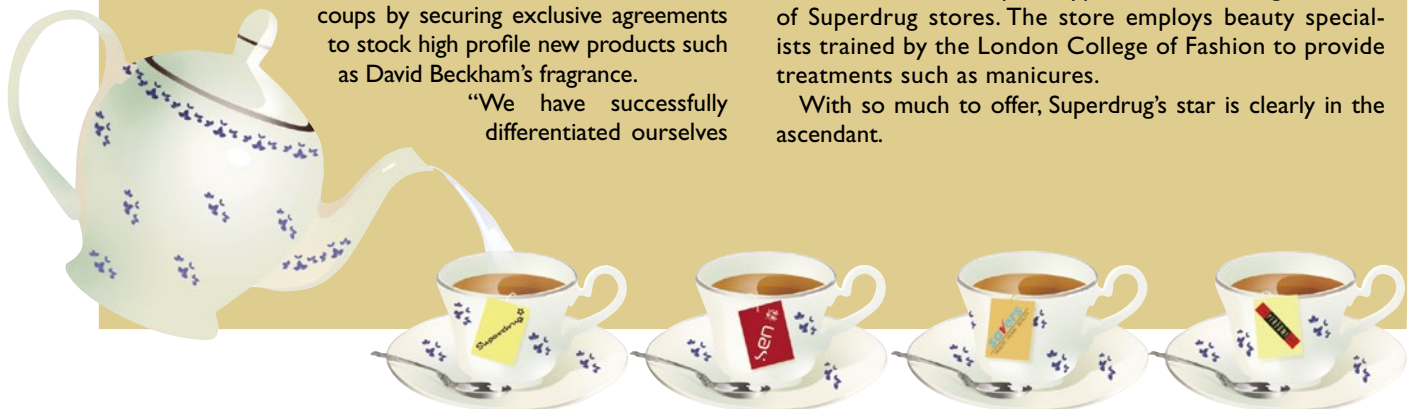 coups by securing exclusive agreements
to stock high profile new products such
as David Beckham's fragrance.
"We have successfully
differentiated ourselves
of Superdrug stores. The store employs beauty special-
ists trained by the London College of Fashion to provide
treatments such as manicures.
With so much to offer, Superdrug's star is clearly in the
ascendant.
Superdrug
sen
savers